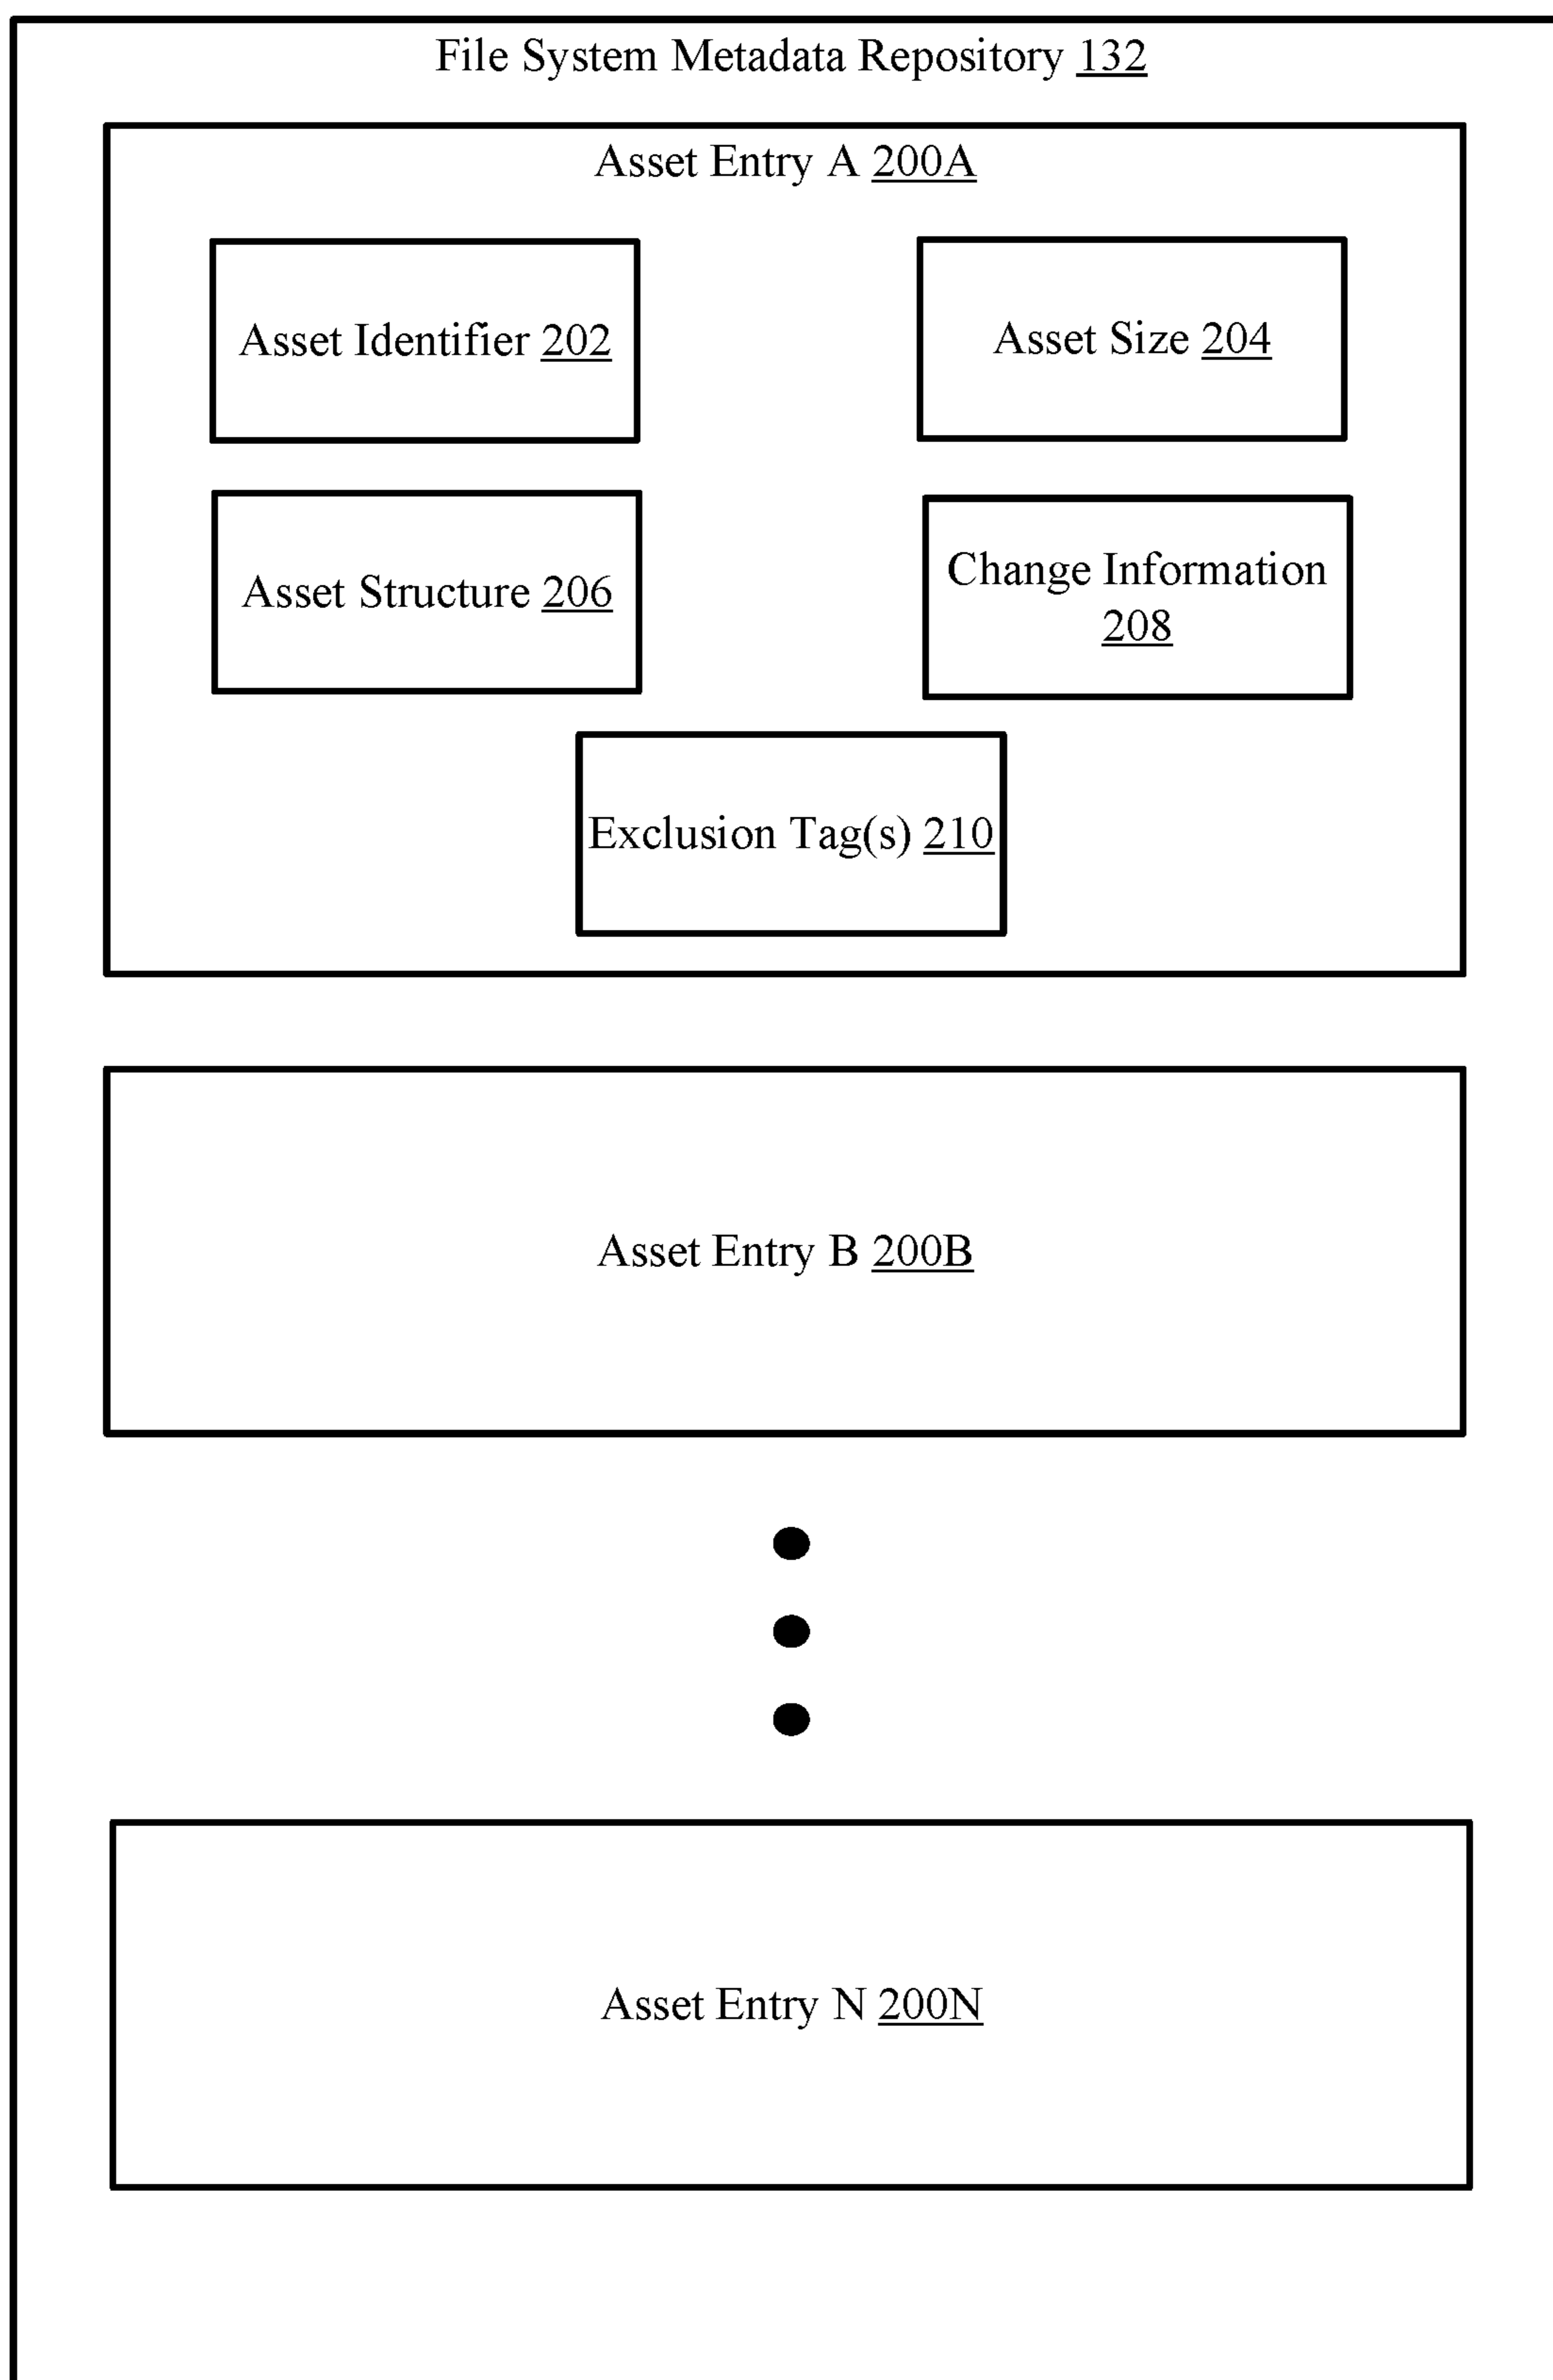 File System Metadata Repository 132
Asset Entry A 200A
Asset Identifier 202
Asset Size 204
Asset Structure 206
Change Information
208
Exclusion Tag(s) 210
Asset Entry B 200B
Asset Entry N 200N